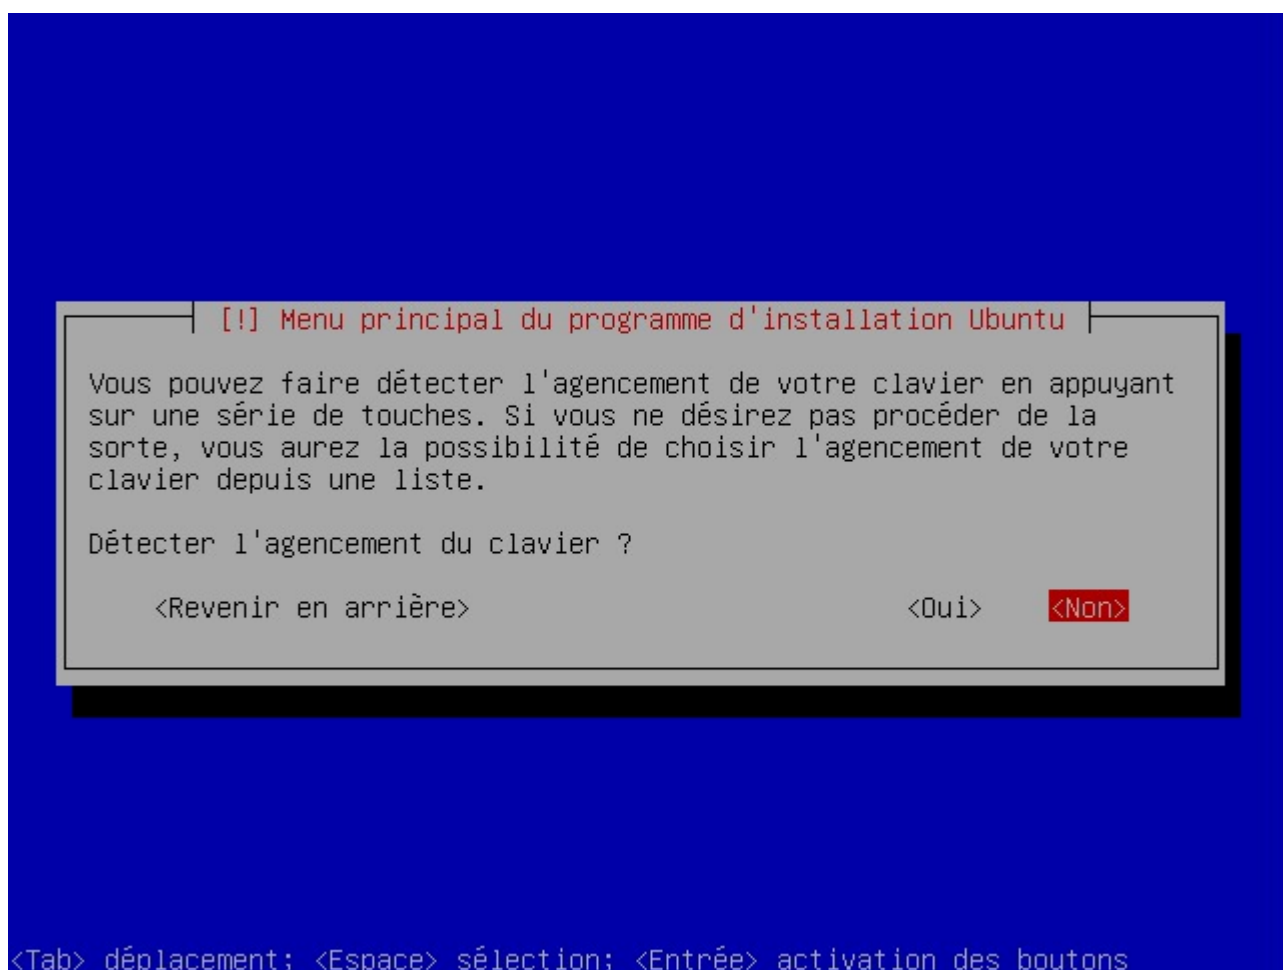 [!] Menu principal du programme d'installation Ubuntu
Vous pouvez faire détecter l'agencement de votre clavier en appuyant
sur une série de touches. Si vous ne désirez pas procéder de la
sorte, vous aurez la possibilité de choisir l'agencement de votre
clavier depuis une liste.
Détecter l'agencement du clavier ?
<Revenir en arrière> <Oui> <Non>
<Tab> déplacement; <Espace> sélection; <Entrée> activation des boutons